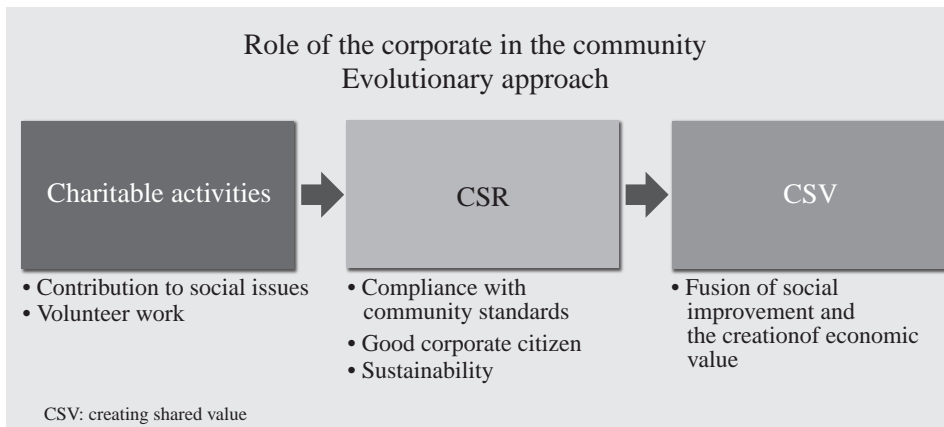 Role of the corporate in the community
Evolutionary approach
Charitable activities
CSR
CSV
• Contribution to social issues
• Volunteer work
• Compliance with
community standards
• Good corporate citizen
• Sustainability
• Fusion of social
improvement and
the creationof economic
value
CSV: creating shared value